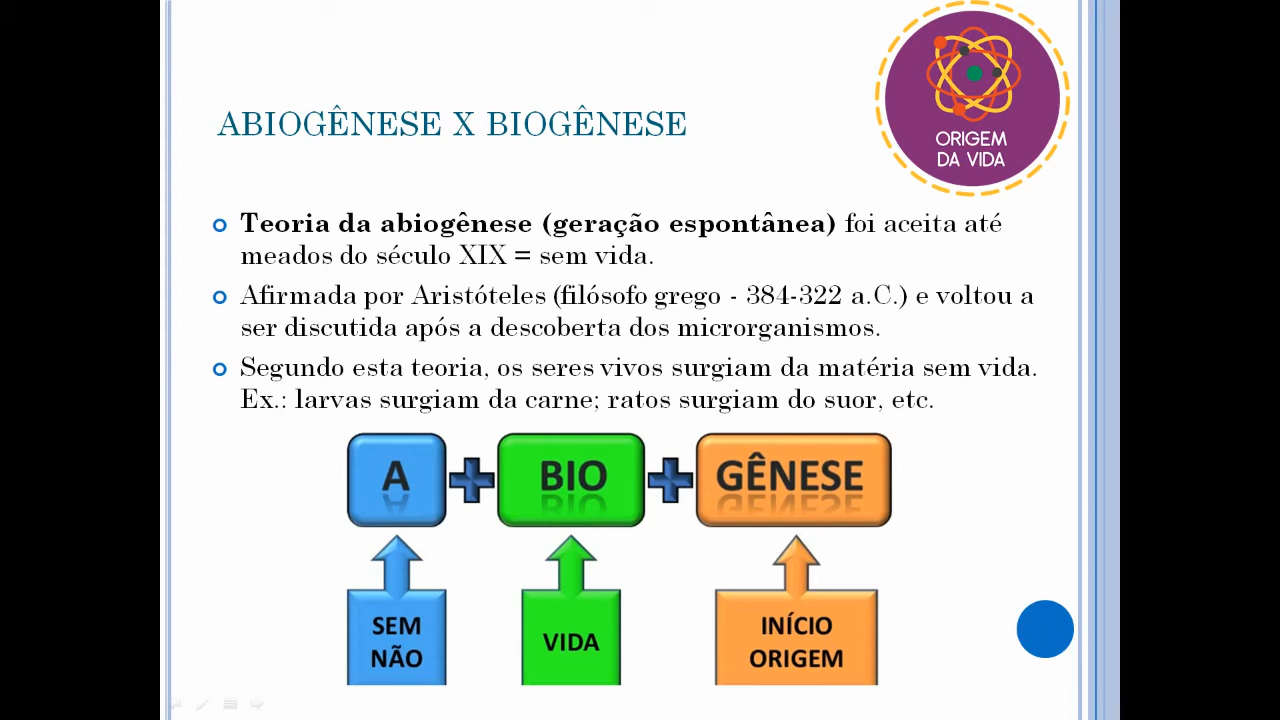 ORIGEM
DA VIDA
ABIOGÊNESE X BIOGÊNESE
Teoria da abiogênese (geração espontânea) foi aceita até
meados do século XIX = sem vida.
Afirmada por Aristóteles (filósofo grego - 384-322 a.C.) e voltou a
ser discutida após a descoberta dos microrganismos.
Segundo esta teoria, os seres vivos surgiam da matéria sem vida.
Ex.: larvas surgiam da carne; ratos surgiam do suor, etc.
A + BIO + GÊNESE
SEM
NÃO
VIDA
INÍCIO
ORIGEM